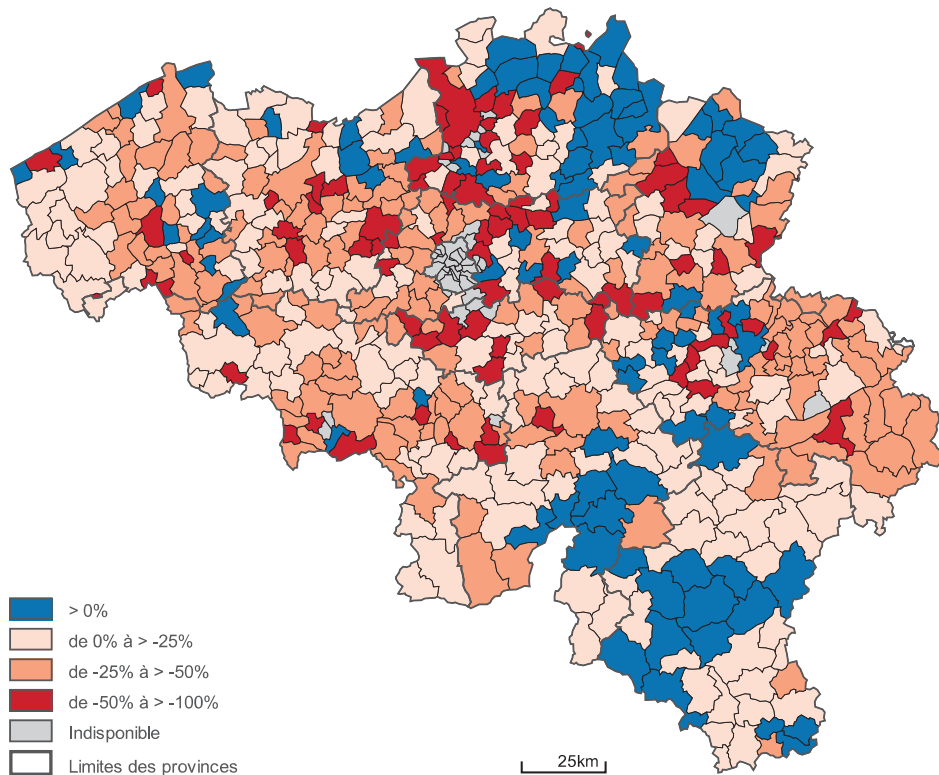 > 0%
de 0% à > -25%
de -25% à > -50%
de -50% à > -100%
Indisponible
Limites des provinces
25km